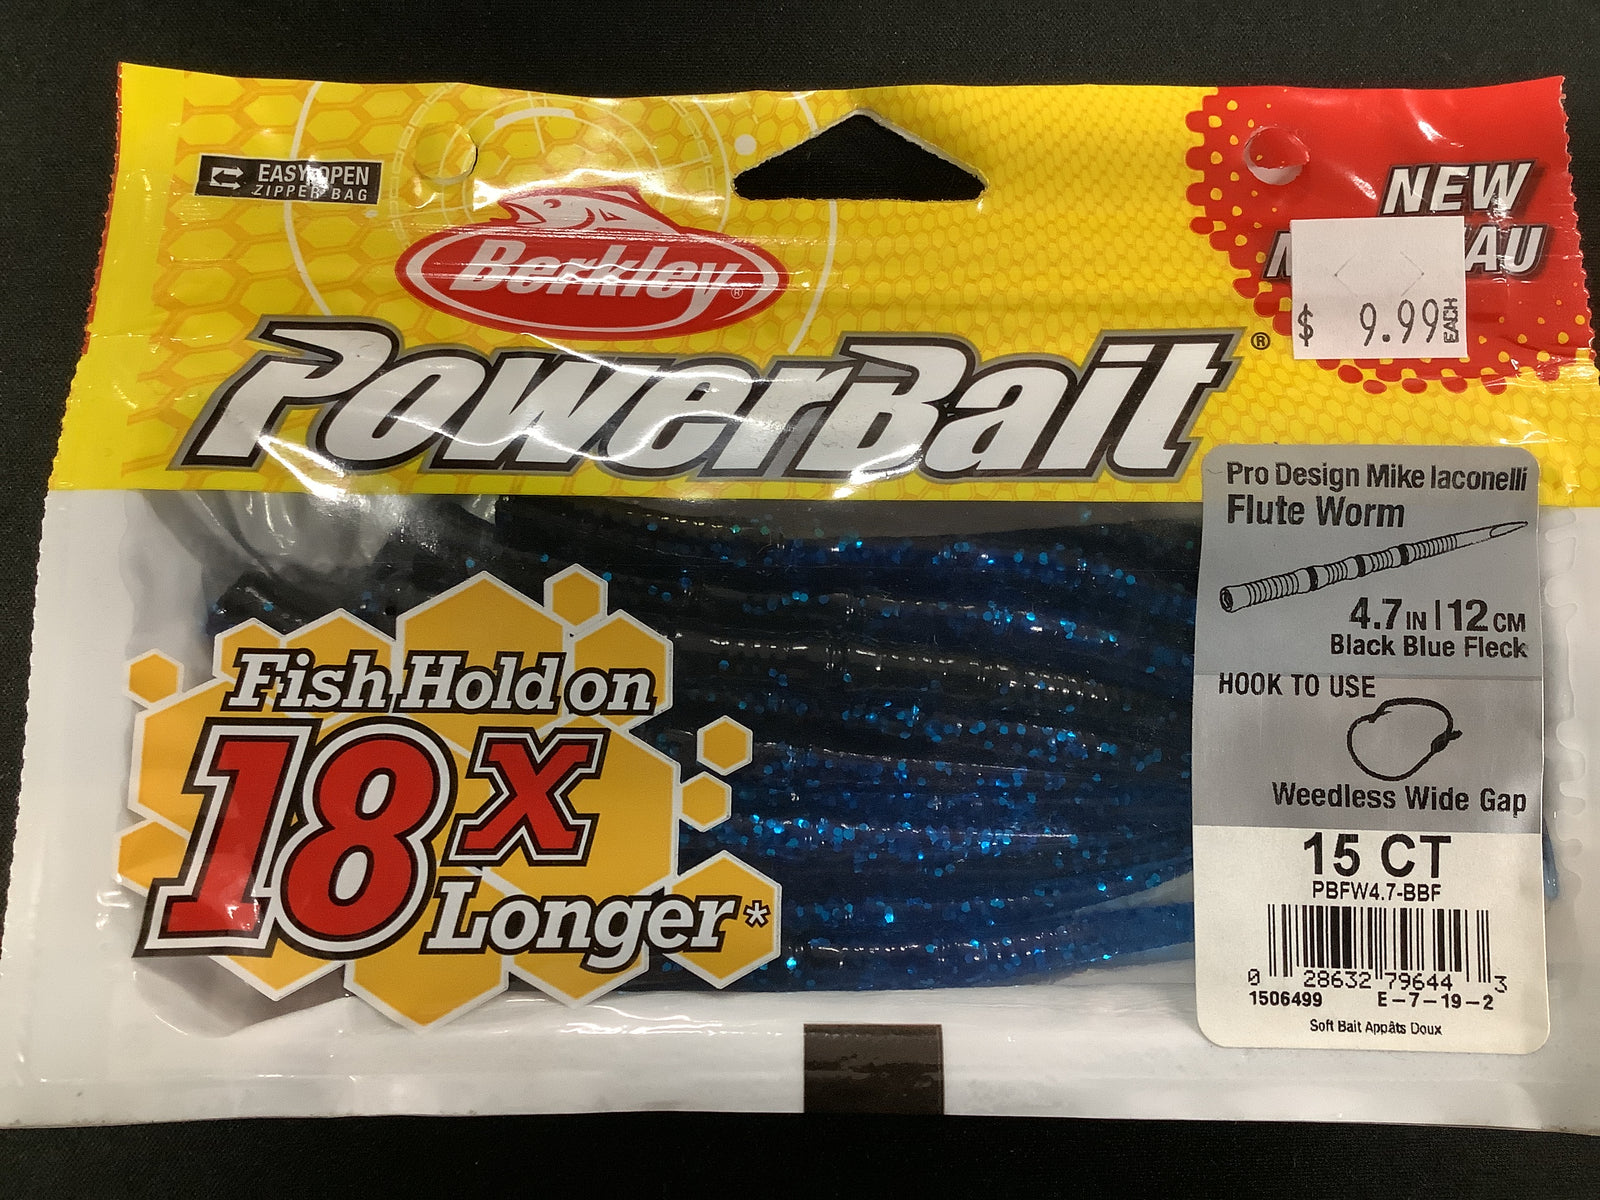 EASY OPEN
ZIPPER BAG
Berkley®
NEW
AU
$ 9.99 EACH
PowerBait®
Pro Design Mike Iaconelli
Flute Worm
4.7 IN | 12 CM
Black Blue Fleck
HOOK TO USE
Weedless Wide Gap
15 CT
PBFW4.7-BBF
0 28632 79644 3
1506499 E-7-19-2
Soft Bait Appâts Doux
Fish Hold on
18X
Longer*